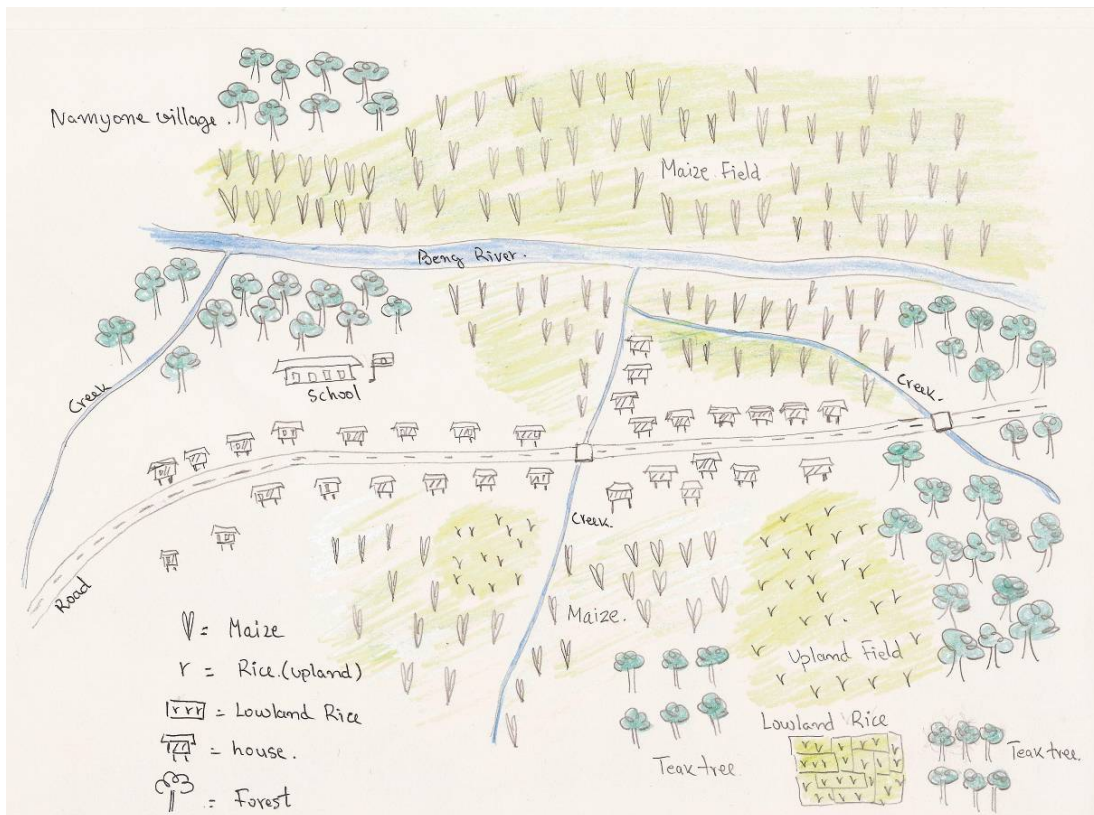 Namyone village.
Maize Field
Beng River.
Creek
School
Creek.
Creek.
Road
Maize.
Upland Field
Lowland Rice
Teak tree
Teak tree.
= Maize
= Rice.(upland)
= Lowland Rice
= house.
= Forest